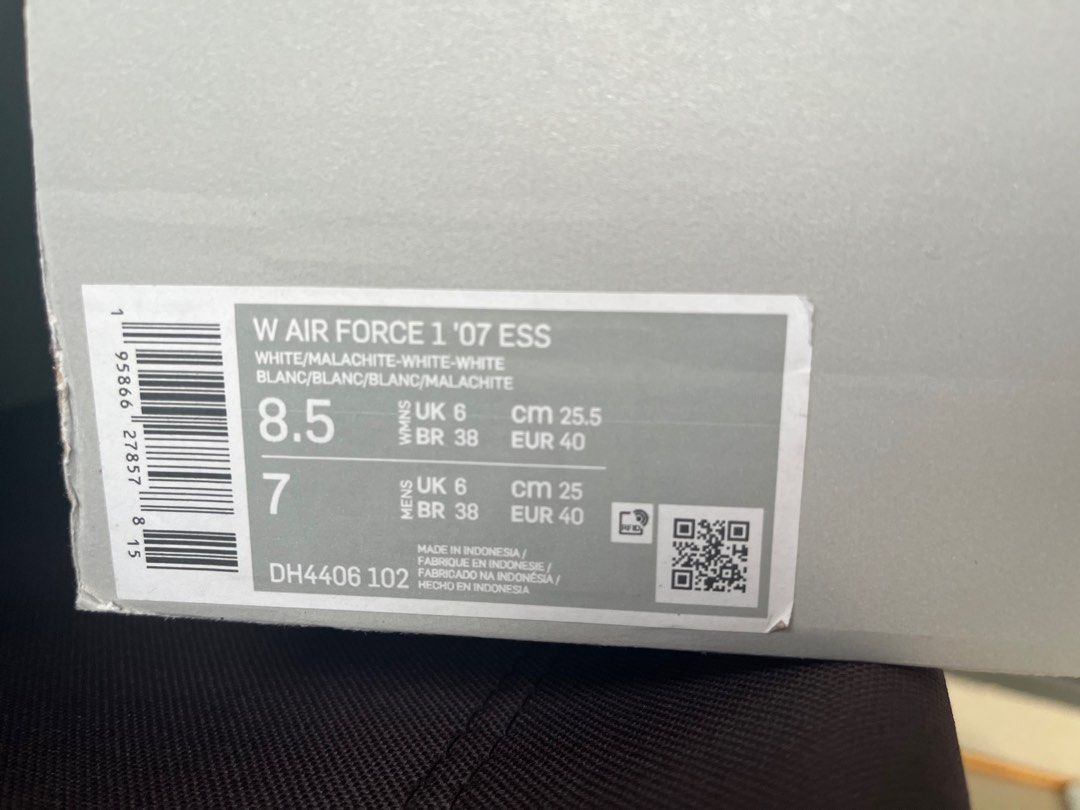 1 95866 27857 8 15
W AIR FORCE 1 '07 ESS
WHITE/MALACHITE-WHITE-WHITE
BLANC/BLANC/BLANC/MALACHITE
8.5 WMNS UK 6 cm 25.5
BR 38 EUR 40
7 MENS UK 6 cm 25
BR 38 EUR 40
RFID
MADE IN INDONESIA /
FABRIQUE EN INDONESIE /
FABRICADO NA INDONÉSIA /
HECHO EN INDONESIA
DH4406 102